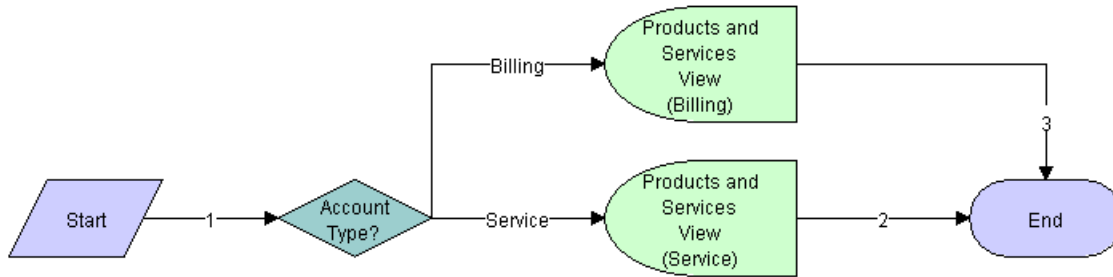 Start
1
Account
Type?
Billing
Products and
Services
View
(Billing)
3
Service
Products and
Services
View
(Service)
2
End